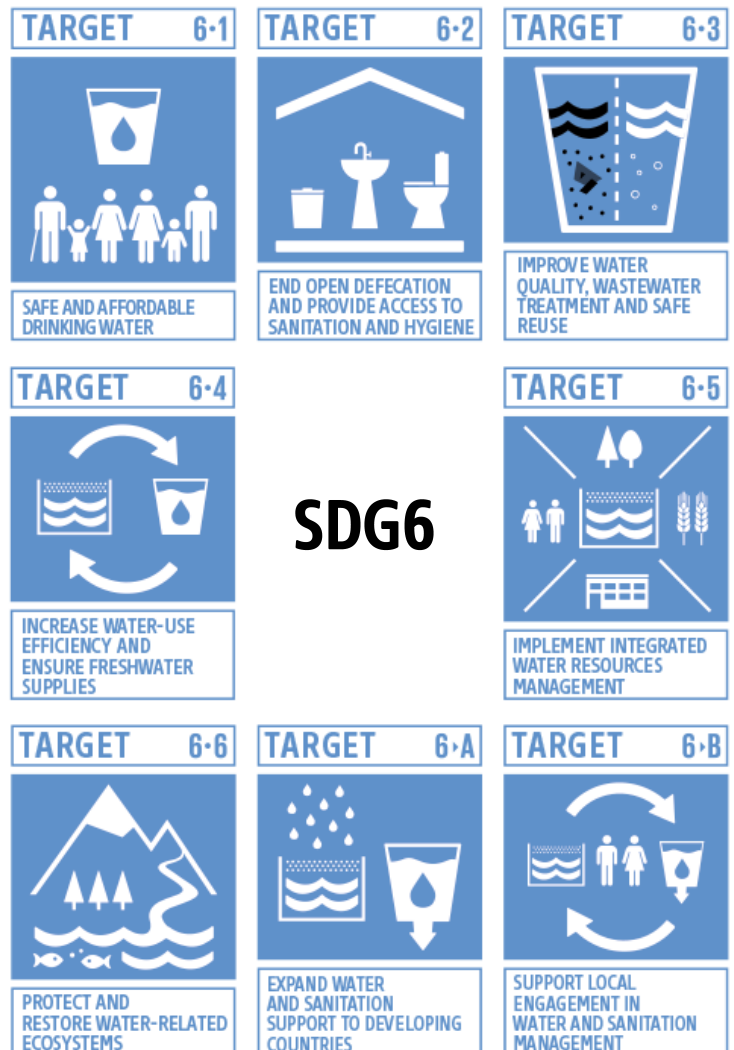 TARGET 6·1
SAFE AND AFFORDABLE
DRINKING WATER
TARGET 6·2
END OPEN DEFECATION
AND PROVIDE ACCESS TO
SANITATION AND HYGIENE
TARGET 6·3
IMPROVE WATER
QUALITY, WASTEWATER
TREATMENT AND SAFE
REUSE
TARGET 6·4
INCREASE WATER-USE
EFFICIENCY AND
ENSURE FRESHWATER
SUPPLIES
SDG6
TARGET 6·5
IMPLEMENT INTEGRATED
WATER RESOURCES
MANAGEMENT
TARGET 6·6
PROTECT AND
RESTORE WATER-RELATED
ECOSYSTEMS
TARGET 6‣A
EXPAND WATER
AND SANITATION
SUPPORT TO DEVELOPING
COUNTRIES
TARGET 6‣B
SUPPORT LOCAL
ENGAGEMENT IN
WATER AND SANITATION
MANAGEMENT